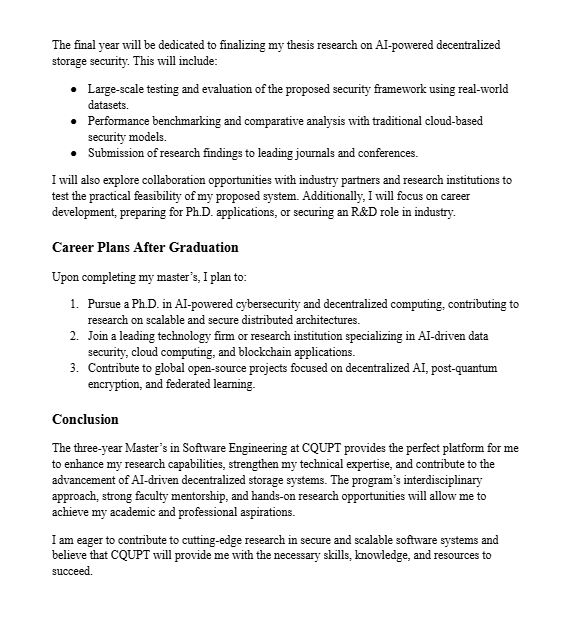 The final year will be dedicated to finalizing my thesis research on AI-powered decentralized
storage security. This will include:
● Large-scale testing and evaluation of the proposed security framework using real-world
datasets.
● Performance benchmarking and comparative analysis with traditional cloud-based
security models.
● Submission of research findings to leading journals and conferences.
I will also explore collaboration opportunities with industry partners and research institutions to
test the practical feasibility of my proposed system. Additionally, I will focus on career
development, preparing for Ph.D. applications, or securing an R&D role in industry.
Career Plans After Graduation
Upon completing my master’s, I plan to:
1. Pursue a Ph.D. in AI-powered cybersecurity and decentralized computing, contributing to
research on scalable and secure distributed architectures.
2. Join a leading technology firm or research institution specializing in AI-driven data
security, cloud computing, and blockchain applications.
3. Contribute to global open-source projects focused on decentralized AI, post-quantum
encryption, and federated learning.
Conclusion
The three-year Master’s in Software Engineering at CQUPT provides the perfect platform for me
to enhance my research capabilities, strengthen my technical expertise, and contribute to the
advancement of AI-driven decentralized storage systems. The program’s interdisciplinary
approach, strong faculty mentorship, and hands-on research opportunities will allow me to
achieve my academic and professional aspirations.
I am eager to contribute to cutting-edge research in secure and scalable software systems and
believe that CQUPT will provide me with the necessary skills, knowledge, and resources to
succeed.